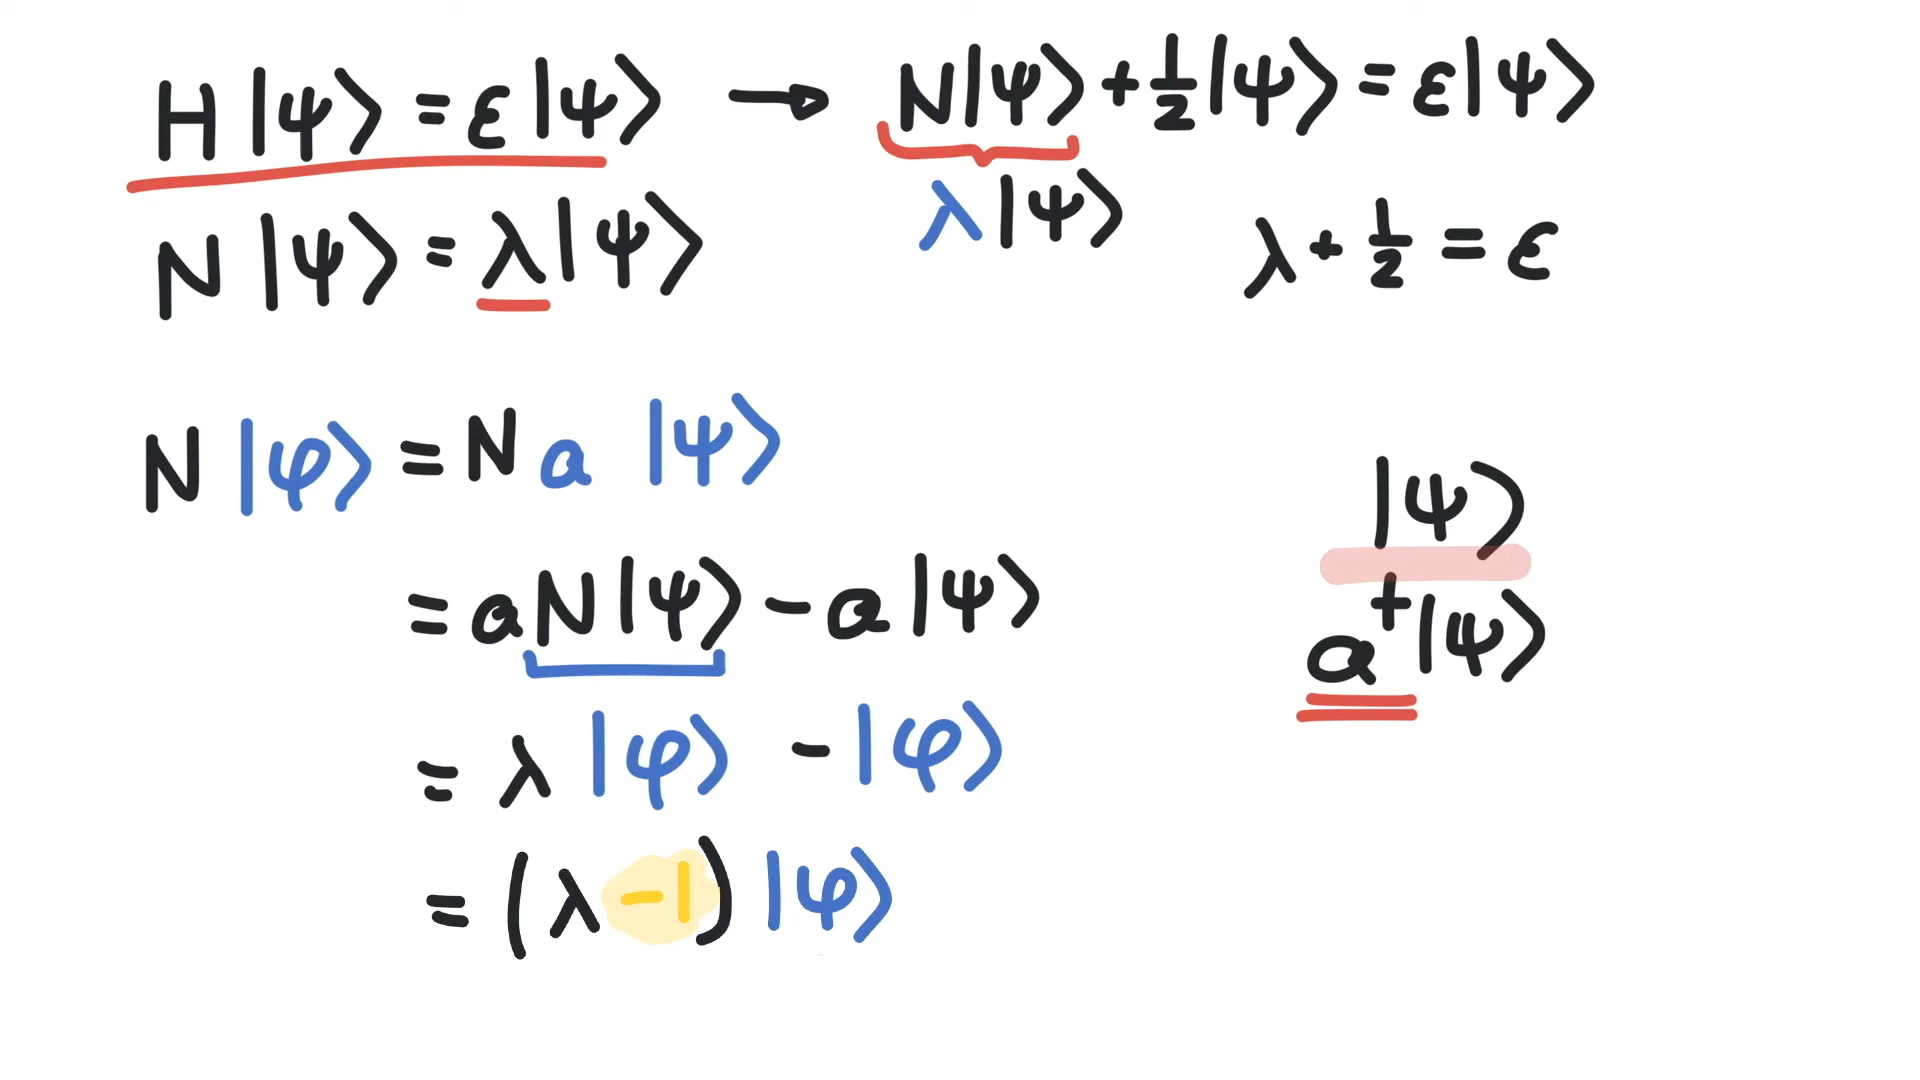 H|ψ⟩ = ε|ψ⟩ → N|ψ⟩ + ½|ψ⟩ = ε|ψ⟩
λ|ψ⟩
N|ψ⟩ = λ|ψ⟩
λ + ½ = ε
N|φ⟩ = N a |ψ⟩
= aN|ψ⟩ - a|ψ⟩
= λ|φ⟩ - |φ⟩
= (λ - 1)|φ⟩
|ψ⟩
a†|ψ⟩